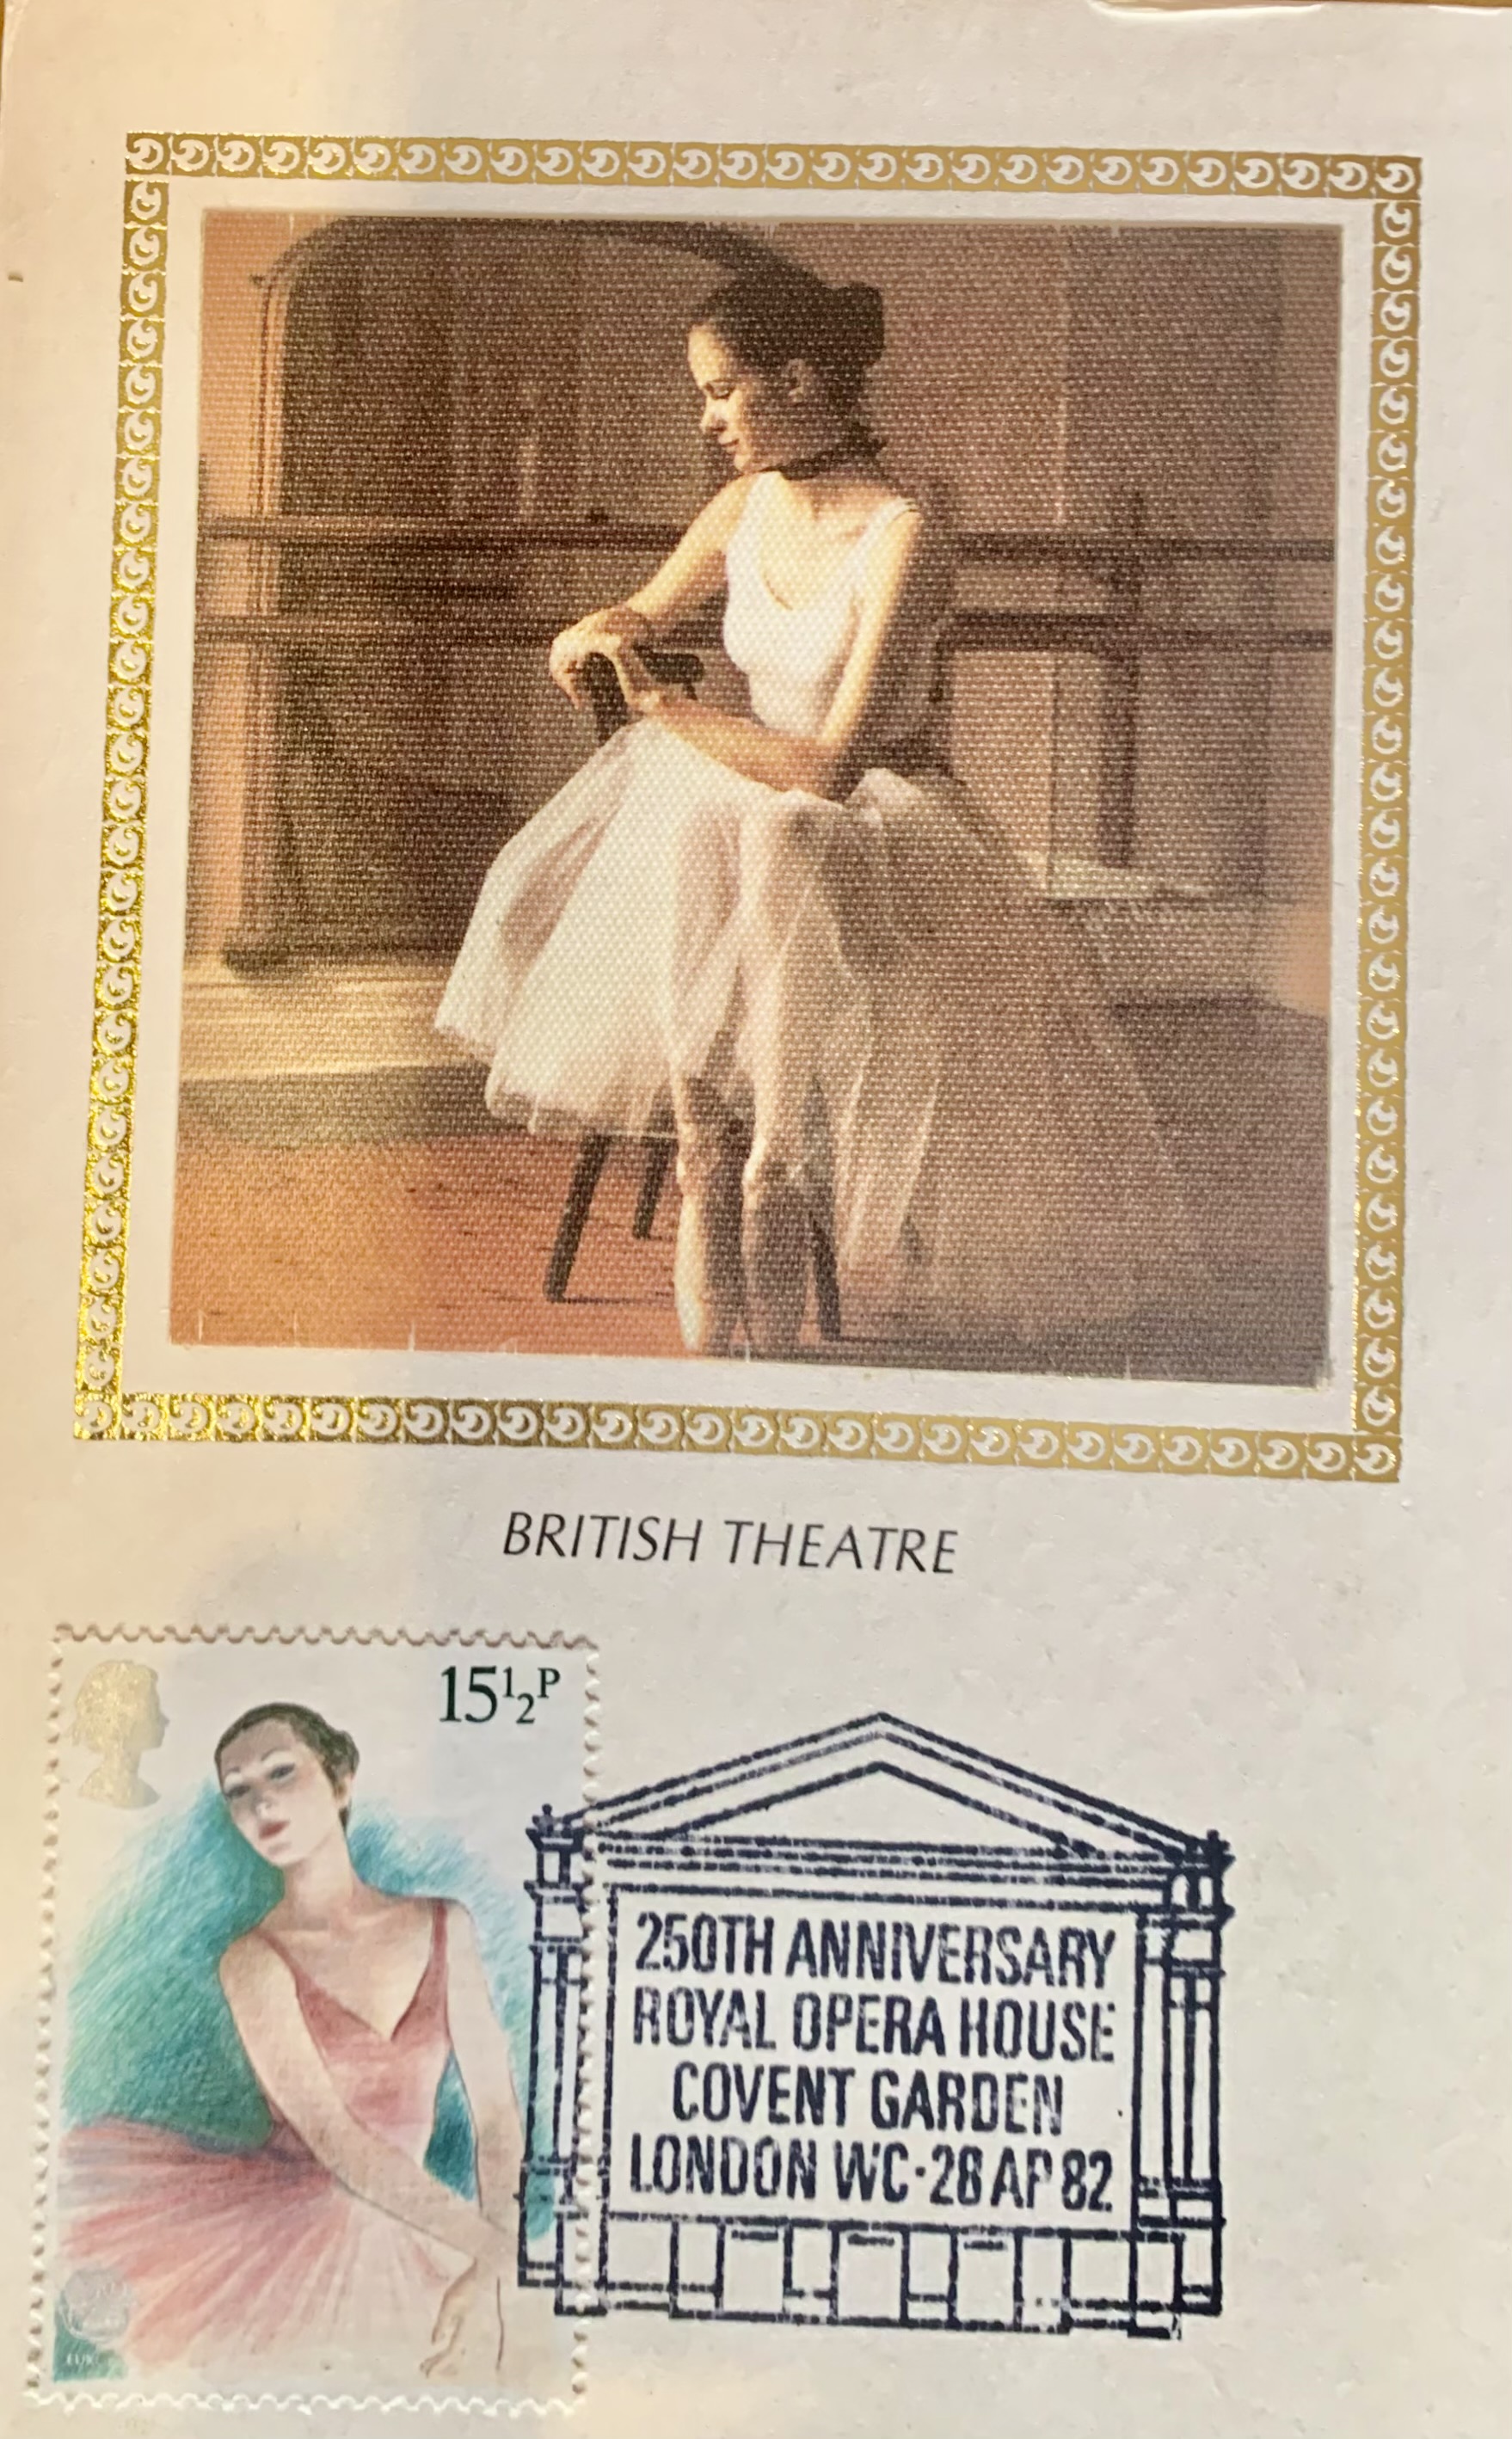 BRITISH THEATRE
15½P
250TH ANNIVERSARY
ROYAL OPERA HOUSE
COVENT GARDEN
LONDON WC·28 AP 82